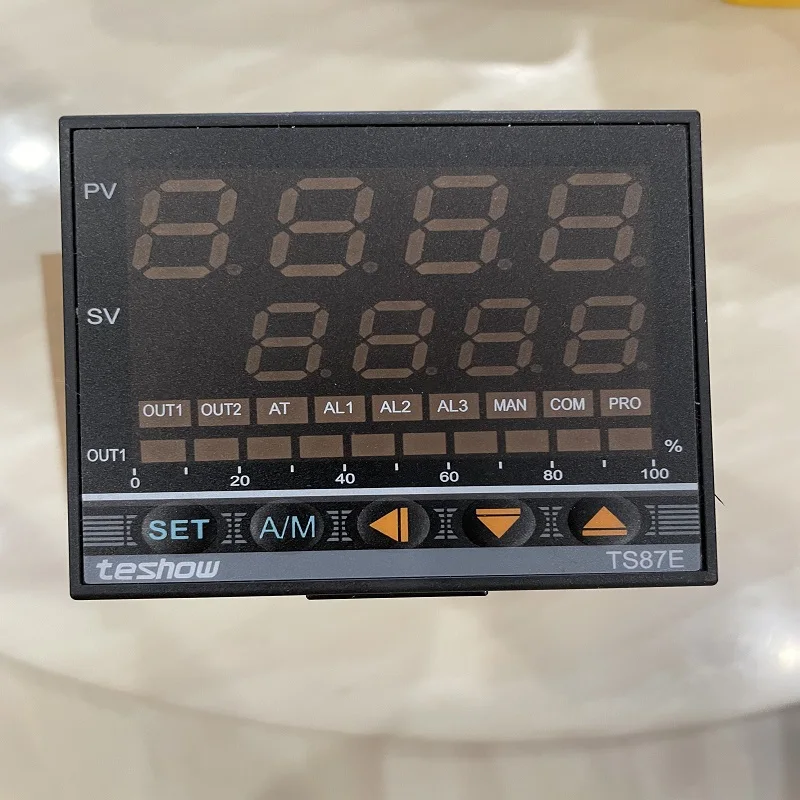 PV
SV
OUT1 OUT2 AT AL1 AL2 AL3 MAN COM PRO
OUT1 %
0 20 40 60 80 100
SET A/M
teshow TS87E